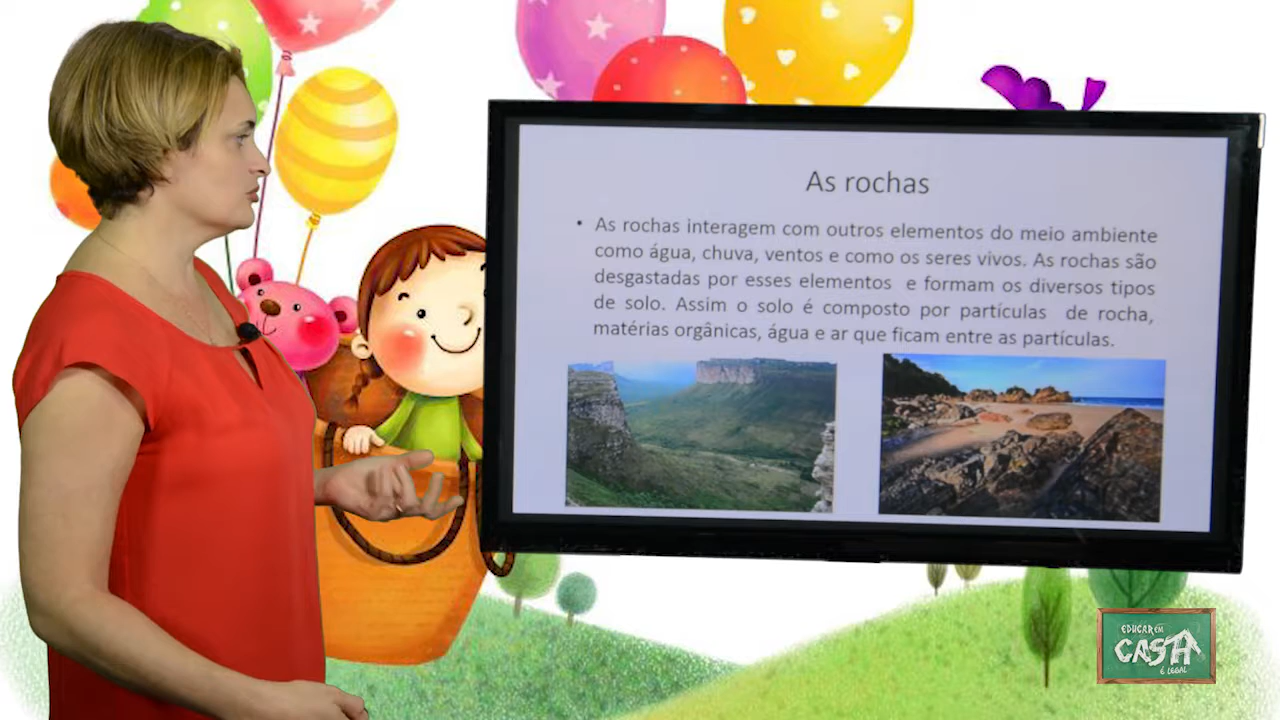 As rochas
• As rochas interagem com outros elementos do meio ambiente
como água, chuva, ventos e como os seres vivos. As rochas são
desgastadas por esses elementos e formam os diversos tipos
de solo. Assim o solo é composto por partículas de rocha,
matérias orgânicas, água e ar que ficam entre as partículas.
EDUCAR EM
CASA
É LEGAL